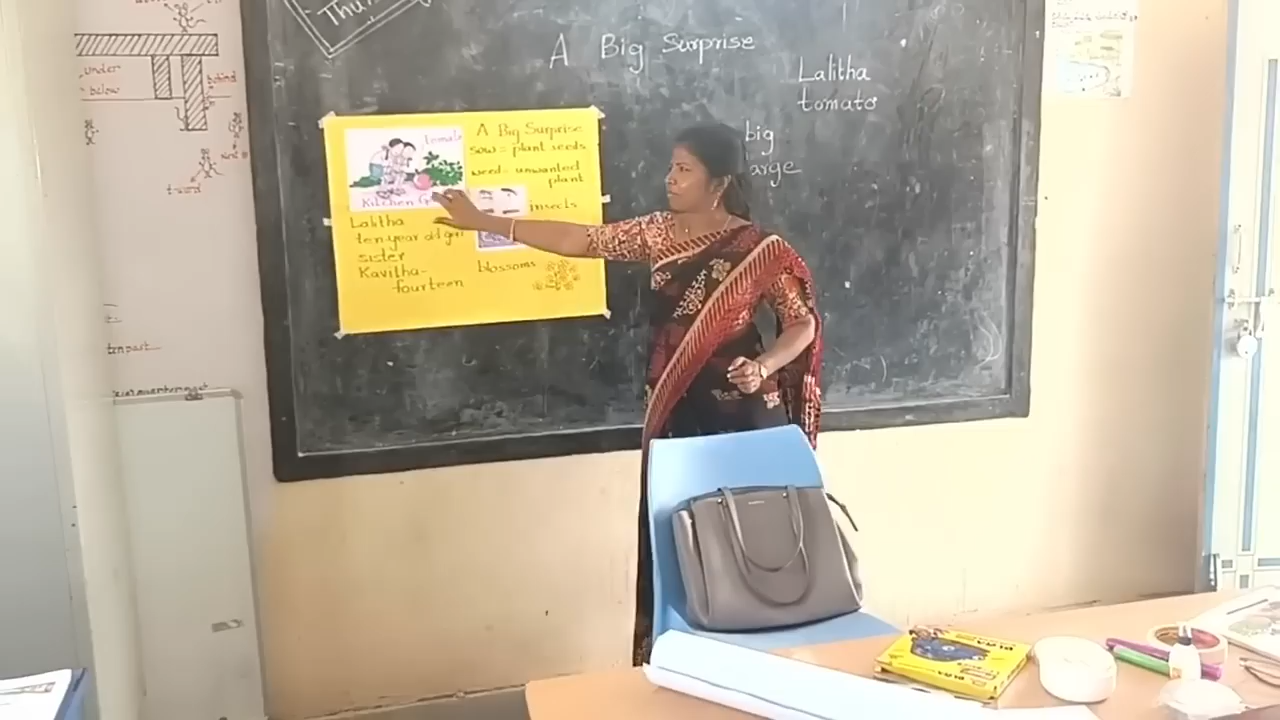 under
below
behind
A Big Surprise
Lalitha
tomato
big
arge
A Big Surprise
sow = plant seeds
weed - unwanted
plant
insects
blossoms
Tomato
Kitchen G
Lalitha
ten year old girl
sister
Kavitha-
fourteen